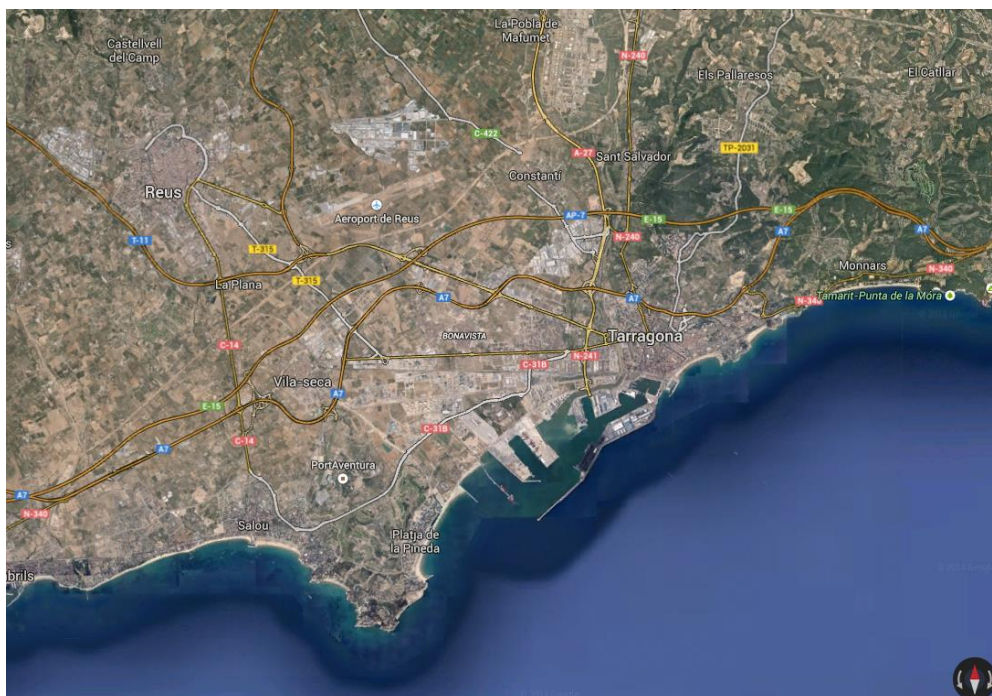 La Pobla de
Mafumet
Castellvell
del Camp
N-240
Els Pallaresos
El Catllar
C-422
A-27
Sant Salvador
TP-2031
Constantí
Reus
Aeroport de Reus
AP-7
E-15
E-15
T-11
T-315
N-240
A7
A7
T-315
La Plana
Monnars
N-340
A7
A7
N-340
Tamarit-Punta de la Mora
BONAVISTA
Tarragona
C-14
N-241
C-31B
Vila-seca
A7
E-15
C-31B
C-14
A7
PortAventura
A7
N-340
Salou
Platja de
la Pineda
brils